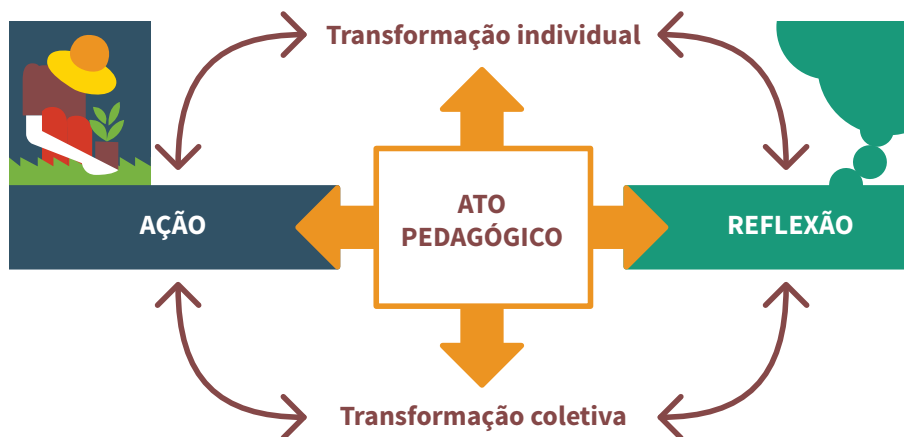 Transformação individual
AÇÃO
ATO
PEDAGÓGICO
REFLEXÃO
Transformação coletiva